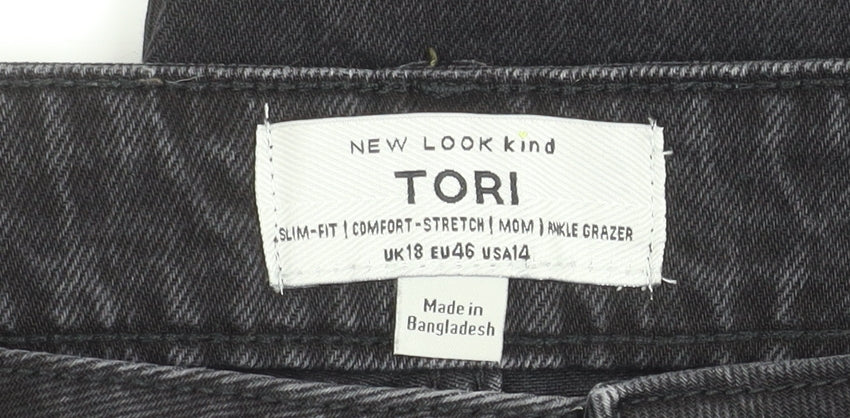 NEW LOOK kind
TORI
SLIM-FIT | COMFORT-STRETCH | MOM | ANKLE GRAZER
UK18 EU46 USA14
Made in
Bangladesh